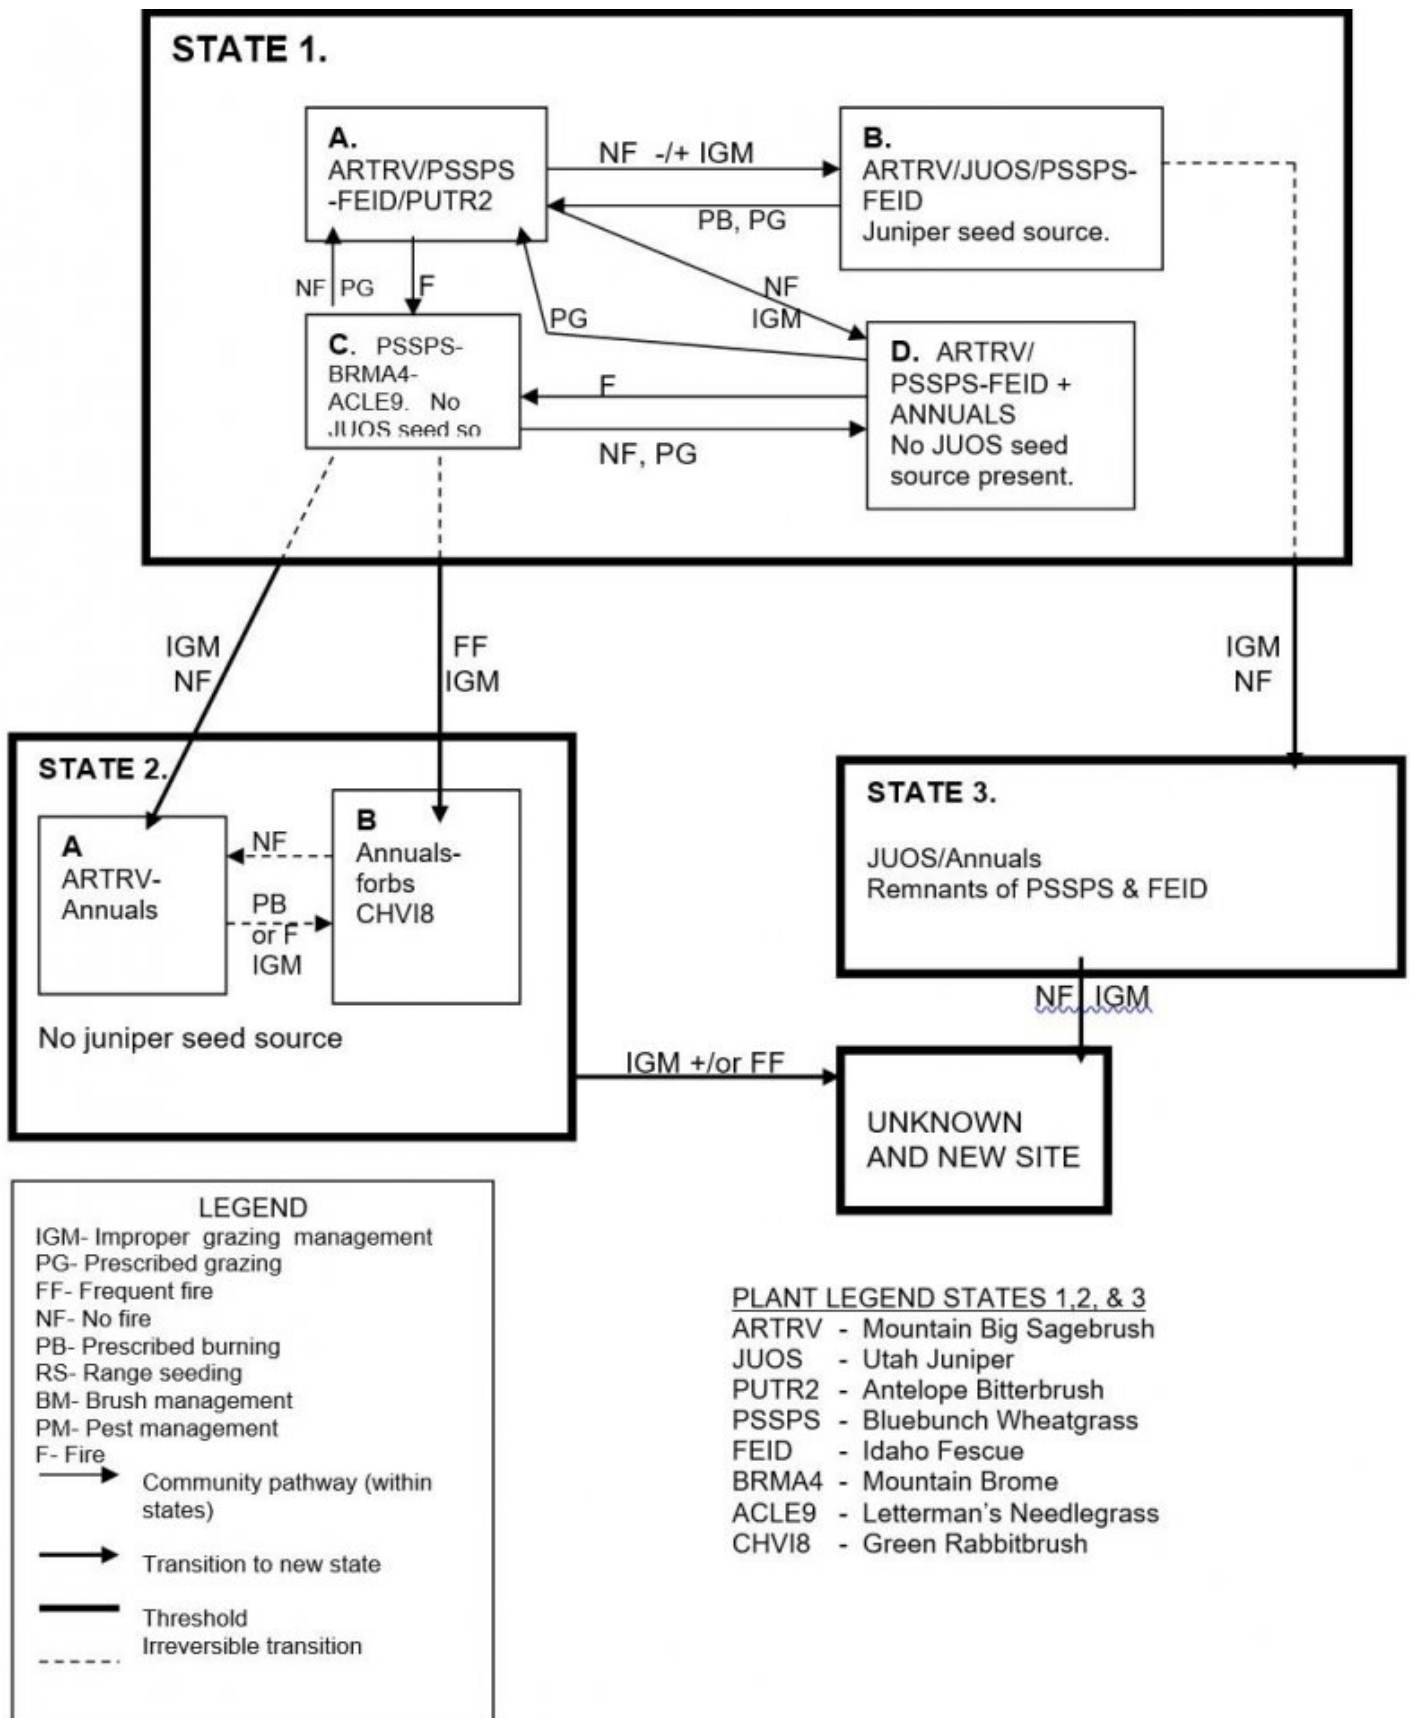 STATE 1.
A.
ARTRV/PSSPS
-FEID/PUTR2
NF -/+ IGM
B.
ARTRV/JUOS/PSSPS-
FEID
Juniper seed source.
PB, PG
NF PG
F
NF
IGM
PG
C. PSSPS-
BRMA4-
ACLE9. No
JUOS seed so
D. ARTRV/
PSSPS-FEID +
ANNUALS
No JUOS seed
source present.
F
NF, PG
IGM
NF
FF
IGM
IGM
NF
STATE 2.
A
ARTRV-
Annuals
NF
PB
or F
IGM
B
Annuals-
forbs
CHVI8
No juniper seed source
STATE 3.
JUOS/Annuals
Remnants of PSSPS & FEID
NF IGM
IGM +/or FF
UNKNOWN
AND NEW SITE
LEGEND
IGM- Improper grazing management
PG- Prescribed grazing
FF- Frequent fire
NF- No fire
PB- Prescribed burning
RS- Range seeding
BM- Brush management
PM- Pest management
F- Fire
Community pathway (within
states)
Transition to new state
Threshold
Irreversible transition
PLANT LEGEND STATES 1,2, & 3
ARTRV - Mountain Big Sagebrush
JUOS - Utah Juniper
PUTR2 - Antelope Bitterbrush
PSSPS - Bluebunch Wheatgrass
FEID - Idaho Fescue
BRMA4 - Mountain Brome
ACLE9 - Letterman's Needlegrass
CHVI8 - Green Rabbitbrush